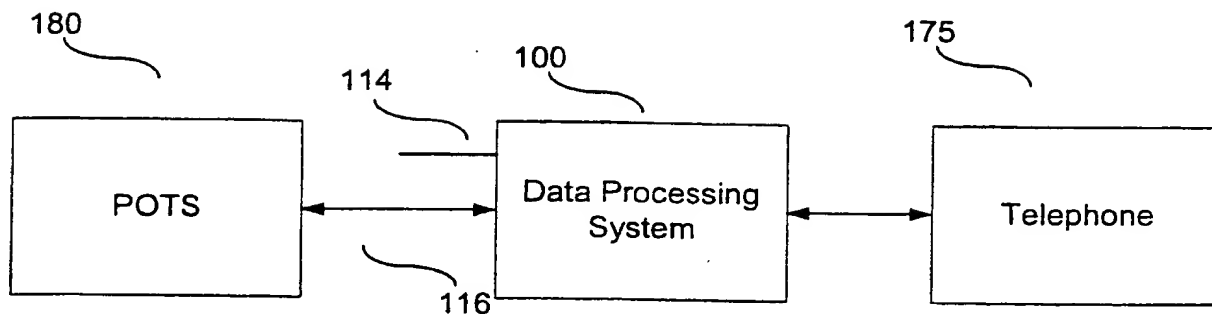 180
100
175
114
POTS
Data Processing
System
Telephone
116